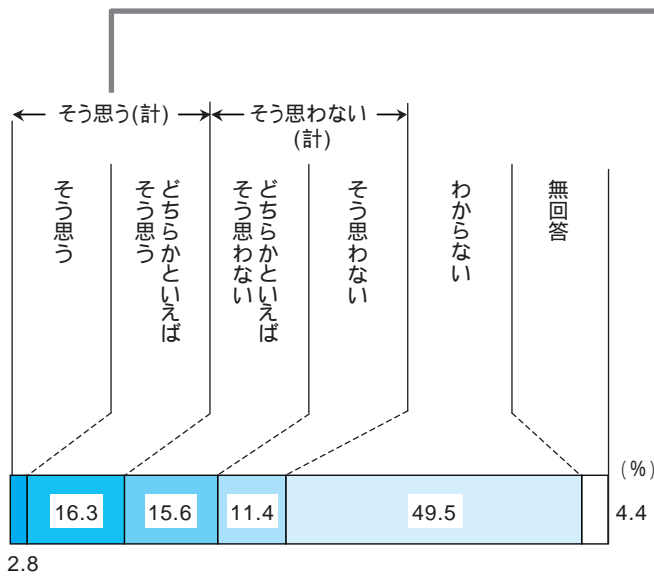 そう思う(計)
そう思わない
(計)
そう思う
どちらかといえば
そう思う
どちらかといえば
そう思わない
そう思わない
わからない
無回答
(%)
16.3
15.6
11.4
49.5
4.4
2.8